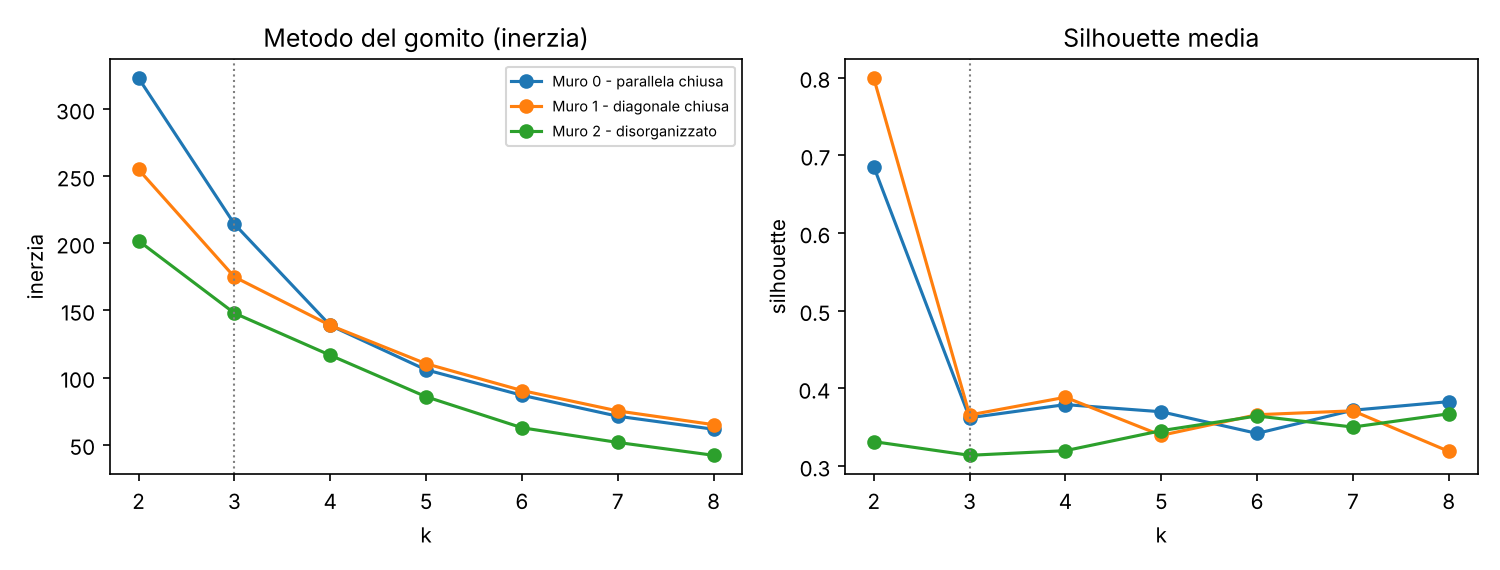 Metodo del gomito (inerzia)
inerzia
300
250
200
150
100
50
2 3 4 5 6 7 8
k
Muro 0 - parallela chiusa
Muro 1 - diagonale chiusa
Muro 2 - disorganizzato
Silhouette media
silhouette
0.8
0.7
0.6
0.5
0.4
0.3
2 3 4 5 6 7 8
k